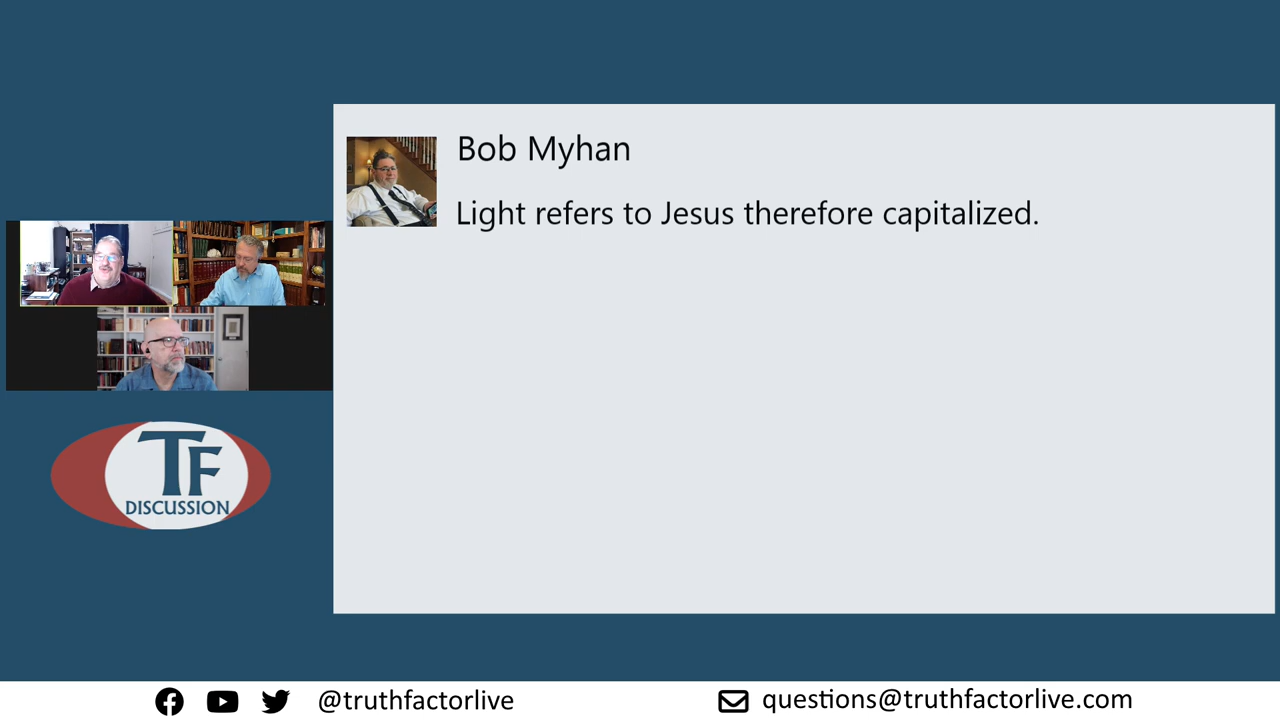 Bob Myhan
Light refers to Jesus therefore capitalized.
TF
DISCUSSION
@truthfactorlive
questions@truthfactorlive.com